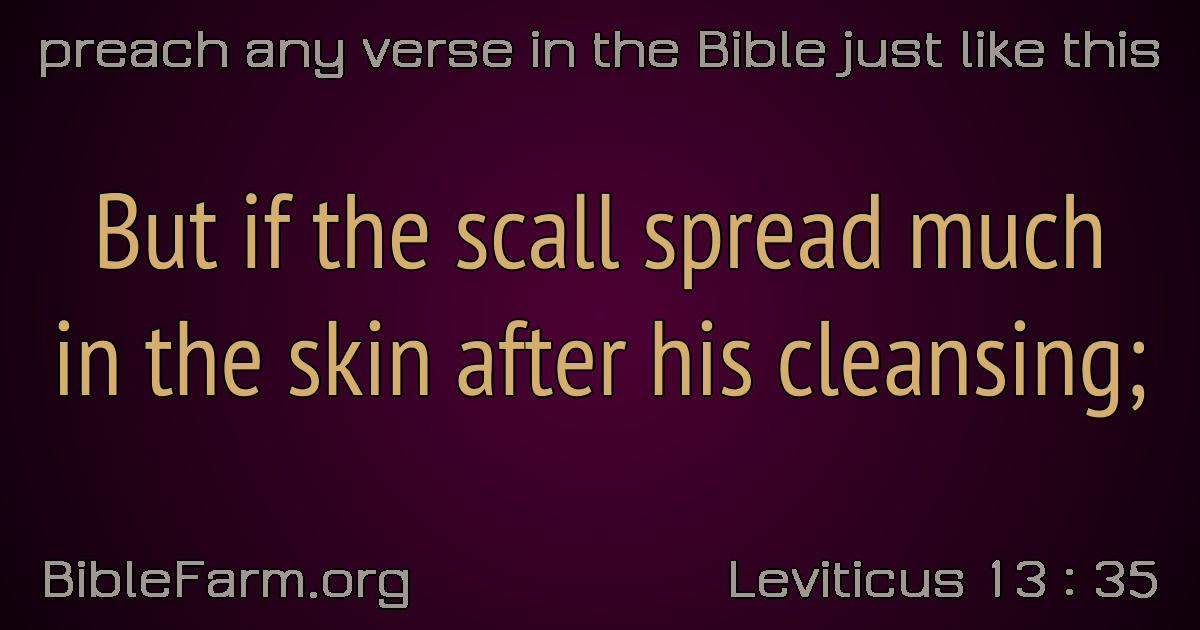 preach any verse in the Bible just like this
But if the scall spread much
in the skin after his cleansing;
BibleFarm.org
Leviticus 13 : 35